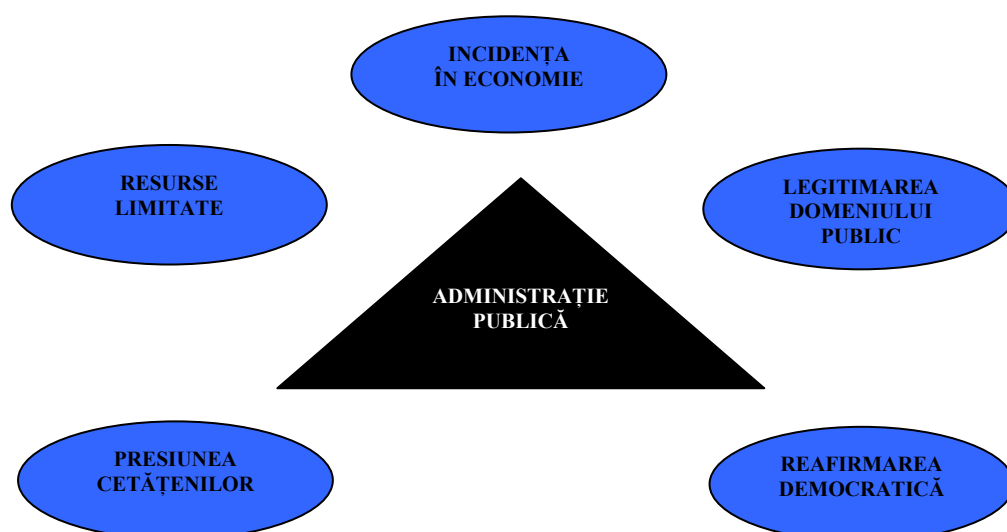 INCIDENȚA
ÎN ECONOMIE
RESURSE
LIMITATE
LEGITIMAREA
DOMENIULUI
PUBLIC
ADMINISTRAȚIE
PUBLICĂ
PRESIUNEA
CETĂȚENILOR
REAFIRMAREA
DEMOCRATICĂ